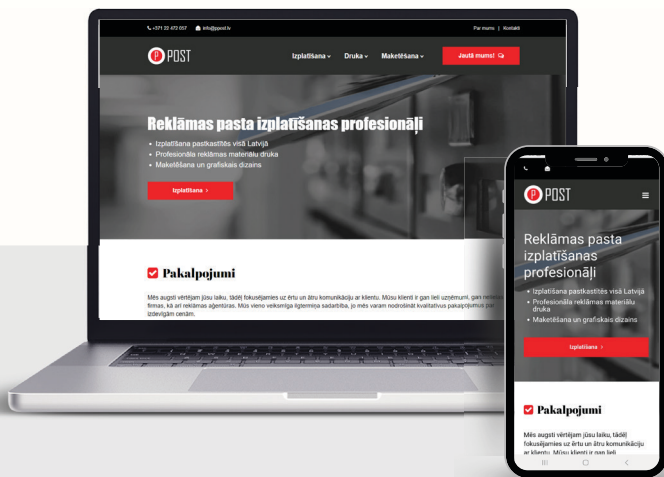 +371 22 472 057 info@ppost.lv Par mums | Kontakti
P POST Izplatīšana Druka Maketēšana Jautā mums!
Reklāmas pasta izplatīšanas profesionāļi
• Izplatīšana pastkastītēs visā Latvijā
• Profesionāla reklāmas materiālu druka
• Maketēšana un grafiskais dizains
Izplatīšana >
Pakalpojumi
Mēs augsti vērtējam jūsu laiku, tādēļ fokusējamies uz ērtu un ātru komunikāciju ar klientu. Mūsu klienti ir gan lieli uzņēmumi, gan
firmas, kā arī reklāmas aģentūras. Mūs vieno veiksmīga ilgtermiņa sadarbība, jo mēs varam nodrošināt kvalitatīvus pakalpojumus par
izdevīgām cenām.
P POST
Reklāmas pasta
izplatīšanas
profesionāļi
• Izplatīšana pastkastītēs visā Latvijā
• Profesionāla reklāmas materiālu
druka
• Maketēšana un grafiskais dizains
Izplatīšana >
Pakalpojumi
Mēs augsti vērtējam jūsu laiku, tādēļ
fokusējamies uz ērtu un ātru komunikāciju
ar klientu. Mūsu klienti ir gan lieli